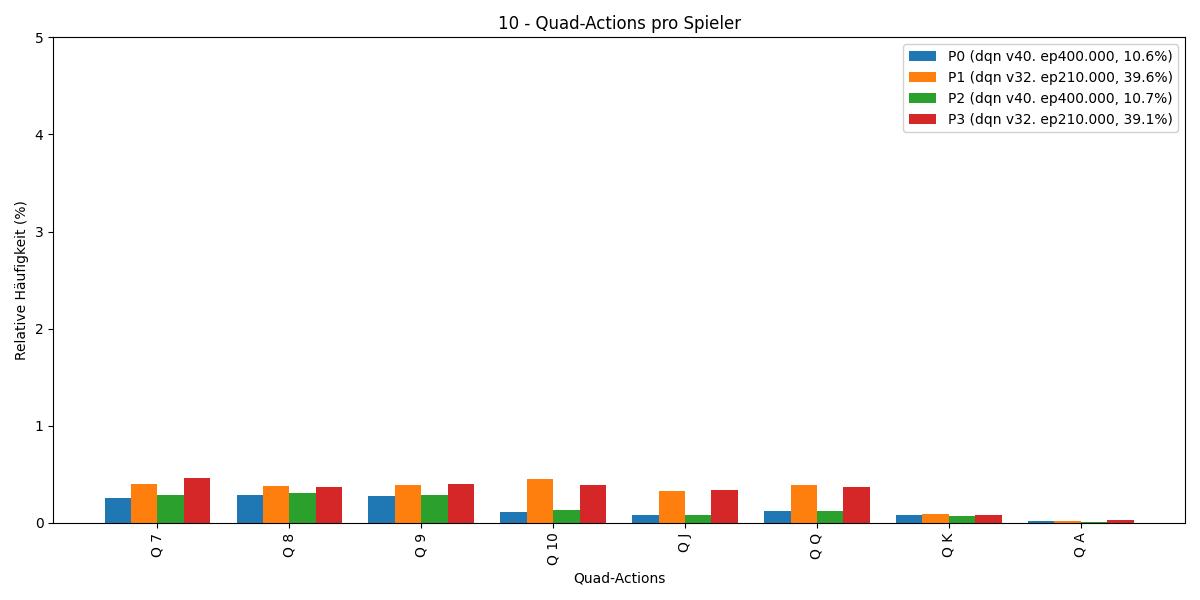 10 - Quad-Actions pro Spieler
P0 (dqn v40. ep400.000, 10.6%)
P1 (dqn v32. ep210.000, 39.6%)
P2 (dqn v40. ep400.000, 10.7%)
P3 (dqn v32. ep210.000, 39.1%)
Relative Häufigkeit (%)
5
4
3
2
1
0
Q 7
Q 8
Q 9
Q 10
Q J
Q Q
Q K
Q A
Quad-Actions